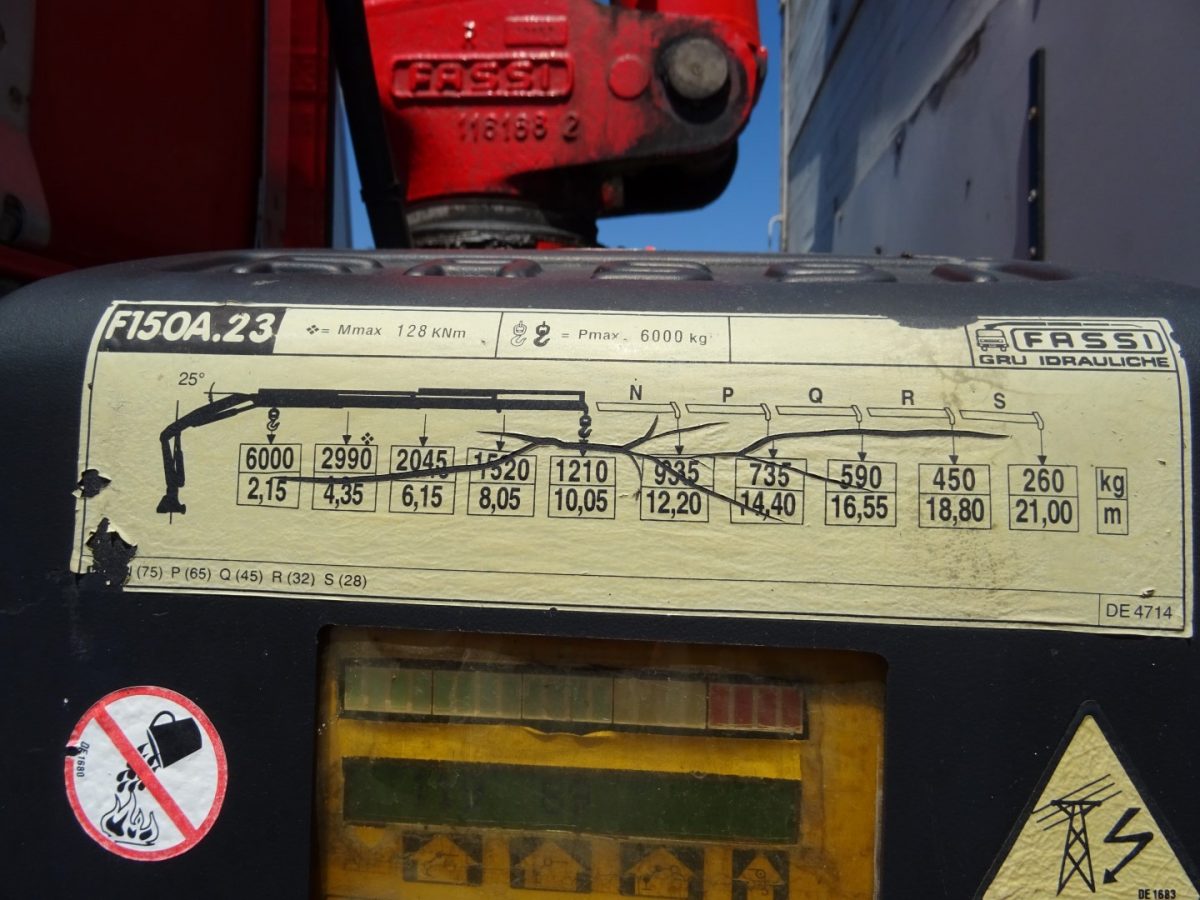 FASSI
116168 2
F150A.23
❖= Mmax 128 KNm
= Pmax 6000 kg
FASSI
GRU IDRAULICHE
25°
N P Q R S
6000 2990 2045 1520 1210 935 735 590 450 260 kg
2,15 4,35 6,15 8,05 10,05 12,20 14,40 16,55 18,80 21,00 m
(75) P (65) Q (45) R (32) S (28)
DE 4714
DE1680
DE 1683